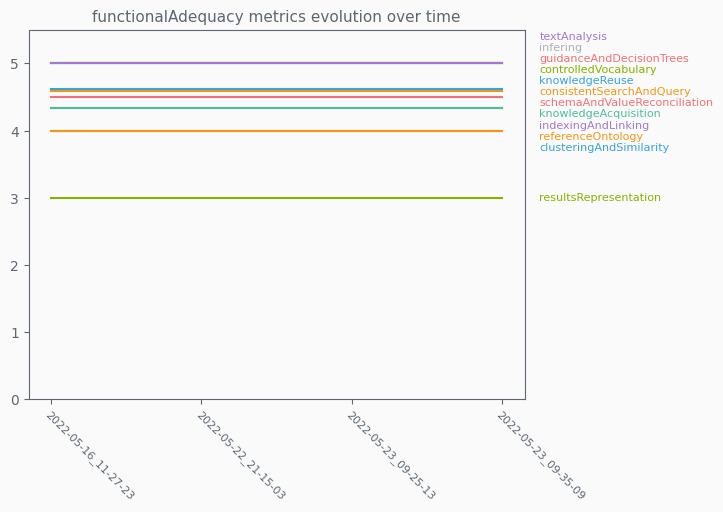 functionalAdequacy metrics evolution over time
textAnalysis
infering
guidanceAndDecisionTrees
controlledVocabulary
knowledgeReuse
consistentSearchAndQuery
schemaAndValueReconciliation
knowledgeAcquisition
indexingAndLinking
referenceOntology
clusteringAndSimilarity
resultsRepresentation
5
4
3
2
1
0
2022-05-16_11-27-23
2022-05-22_21-15-03
2022-05-23_09-25-13
2022-05-23_09-35-09